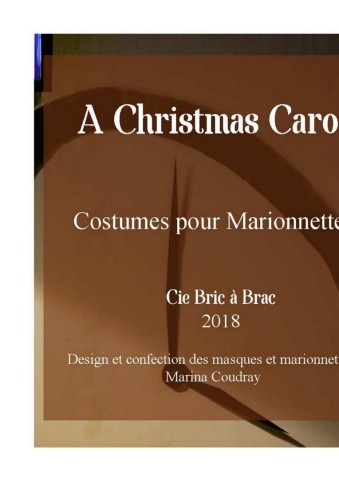 A Christmas Caro
Costumes pour Marionnette
Cie Bric à Brac
2018
Design et confection des masques et marionnet
Marina Coudray